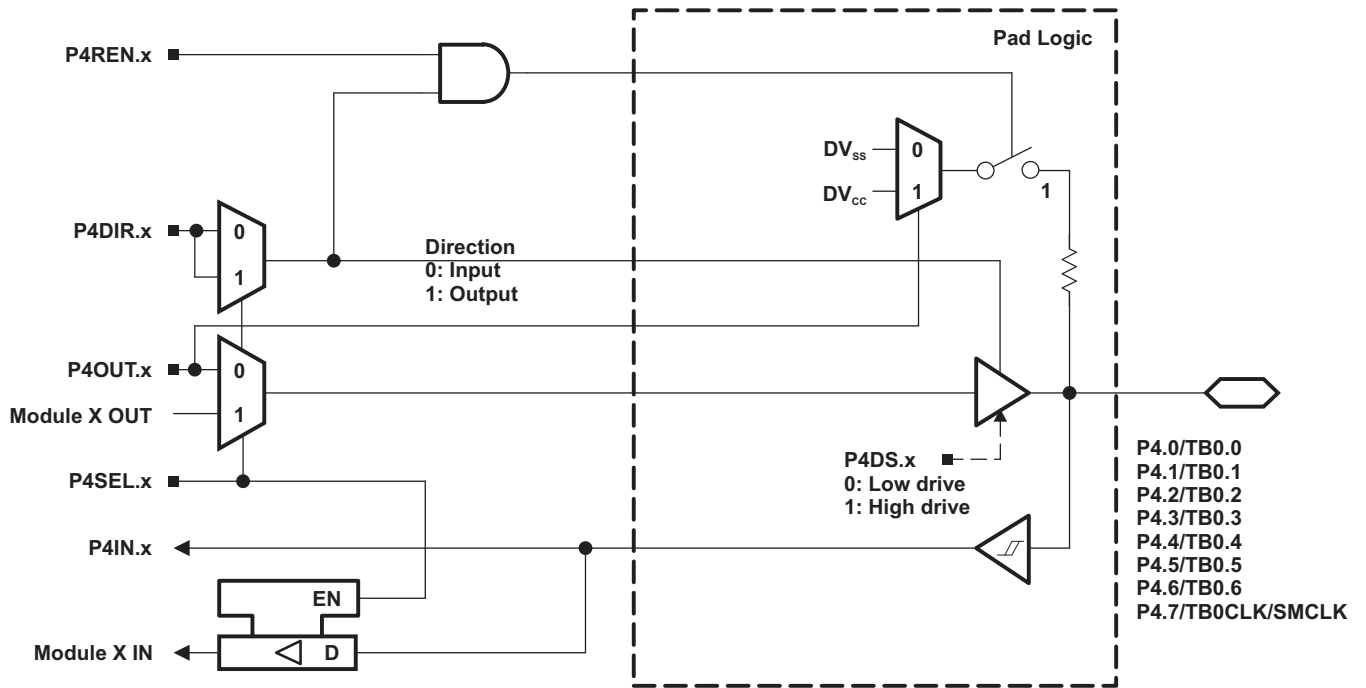 Pad Logic
P4REN.x
DVSS
0
DVCC
1
1
P4DIR.x
0
1
Direction
0: Input
1: Output
P4OUT.x
0
Module X OUT
1
P4SEL.x
P4DS.x
0: Low drive
1: High drive
P4.0/TB0.0
P4.1/TB0.1
P4.2/TB0.2
P4.3/TB0.3
P4.4/TB0.4
P4.5/TB0.5
P4.6/TB0.6
P4.7/TB0CLK/SMCLK
P4IN.x
EN
Module X IN
D